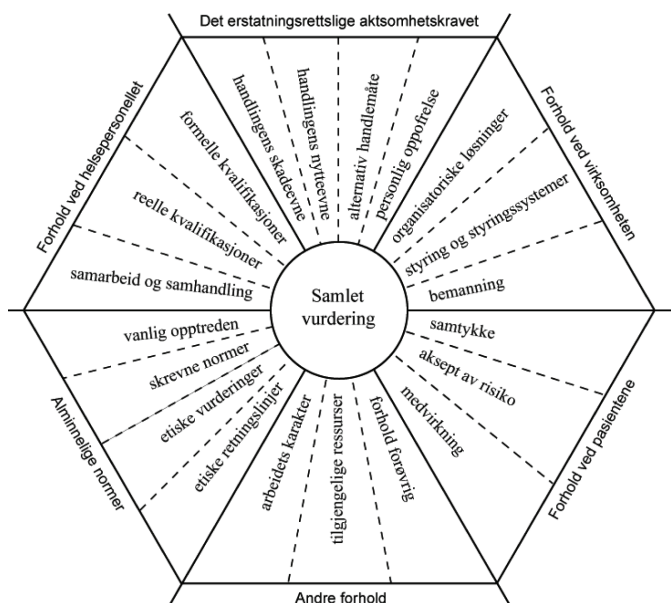 Det erstatningsrettslige aktsomhetskravet
handlingens skadeevne
handlingens nytteevne
alternativ handlemåte
personlig oppofrelse
Forhold ved virksomheten
organisatoriske løsninger
styring og styringssystemer
bemanning
Forhold ved pasientene
samtykke
aksept av risiko
medvirkning
Andre forhold
forhold forøvrig
tilgjengelige ressurser
arbeidets karakter
Alminnelige normer
etiske retningslinjer
etiske vurderinger
skrevne normer
vanlig opptreden
Forhold ved helsepersonellet
samarbeid og samhandling
reelle kvalifikasjoner
formelle kvalifikasjoner
Samlet
vurdering